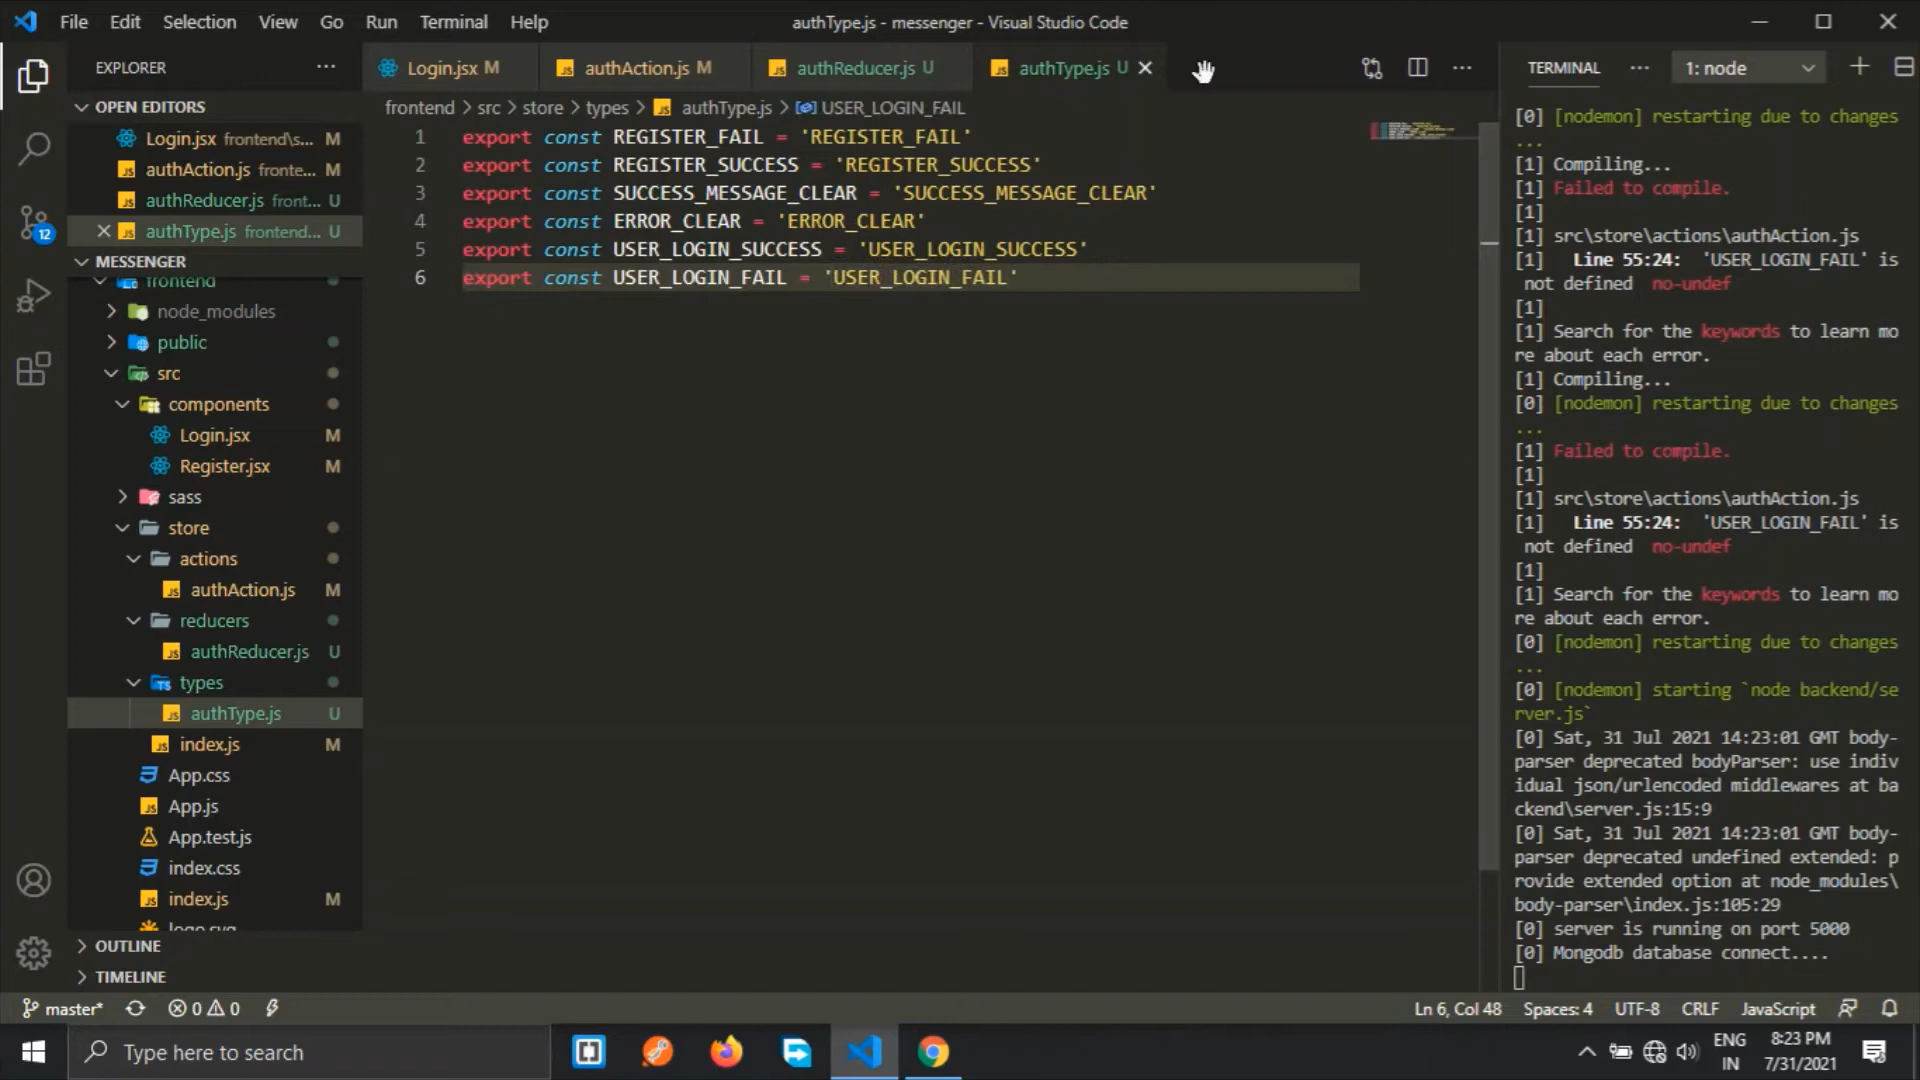 File Edit Selection View Go Run Terminal Help
authType.js - messenger - Visual Studio Code
EXPLORER
Login.jsx M
authAction.js M
authReducer.js U
authType.js U
TERMINAL
1: node
OPEN EDITORS
Login.jsx frontend\s... M
authAction.js fronte... M
authReducer.js front... U
authType.js frontend... U
MESSENGER
frontend
node_modules
public
src
components
Login.jsx M
Register.jsx M
sass
store
actions
authAction.js M
reducers
authReducer.js U
types
authType.js U
index.js M
App.css
App.js
App.test.js
index.css
index.js M
logo.svg
OUTLINE
TIMELINE
frontend > src > store > types > authType.js > USER_LOGIN_FAIL
1 export const REGISTER_FAIL = 'REGISTER_FAIL'
2 export const REGISTER_SUCCESS = 'REGISTER_SUCCESS'
3 export const SUCCESS_MESSAGE_CLEAR = 'SUCCESS_MESSAGE_CLEAR'
4 export const ERROR_CLEAR = 'ERROR_CLEAR'
5 export const USER_LOGIN_SUCCESS = 'USER_LOGIN_SUCCESS'
6 export const USER_LOGIN_FAIL = 'USER_LOGIN_FAIL'
[0] [nodemon] restarting due to changes
...
[1] Compiling...
[1] Failed to compile.
[1]
[1] src\store\actions\authAction.js
[1]   Line 55:24:  'USER_LOGIN_FAIL' is
 not defined  no-undef
[1]
[1] Search for the keywords to learn mo
re about each error.
[1] Compiling...
[0] [nodemon] restarting due to changes
...
[1] Failed to compile.
[1]
[1] src\store\actions\authAction.js
[1]   Line 55:24:  'USER_LOGIN_FAIL' is
 not defined  no-undef
[1]
[1] Search for the keywords to learn mo
re about each error.
[0] [nodemon] restarting due to changes
...
[0] [nodemon] starting `node backend/se
rver.js`
[0] Sat, 31 Jul 2021 14:23:01 GMT body-
parser deprecated bodyParser: use indiv
idual json/urlencoded middlewares at ba
ckend\server.js:15:9
[0] Sat, 31 Jul 2021 14:23:01 GMT body-
parser deprecated undefined extended: p
rovide extended option at node_modules\
body-parser\index.js:105:29
[0] server is running on port 5000
[0] Mongodb database connect....
12
master* 0 0
Ln 6, Col 48 Spaces: 4 UTF-8 CRLF JavaScript
Type here to search
ENG
IN
8:23 PM
7/31/2021